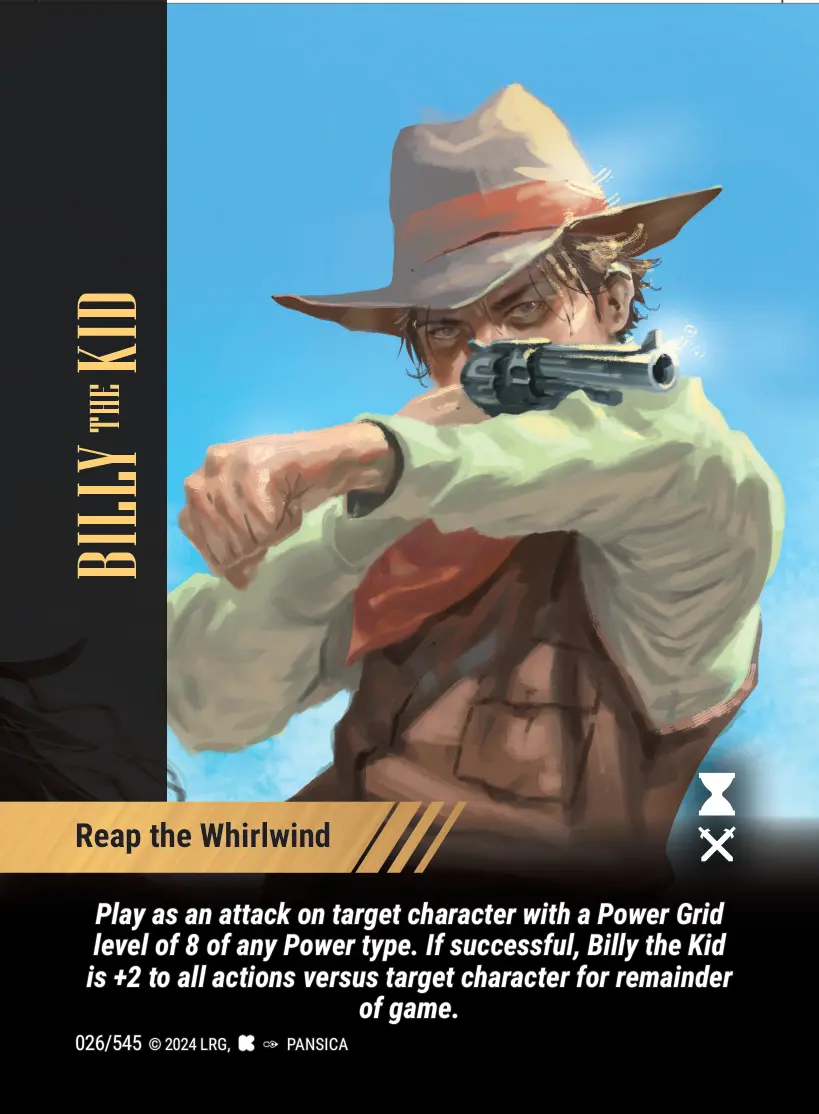 BILLY THE KID
Reap the Whirlwind
Play as an attack on target character with a Power Grid
level of 8 of any Power type. If successful, Billy the Kid
is +2 to all actions versus target character for remainder
of game.
026/545 © 2024 LRG, PANSICA